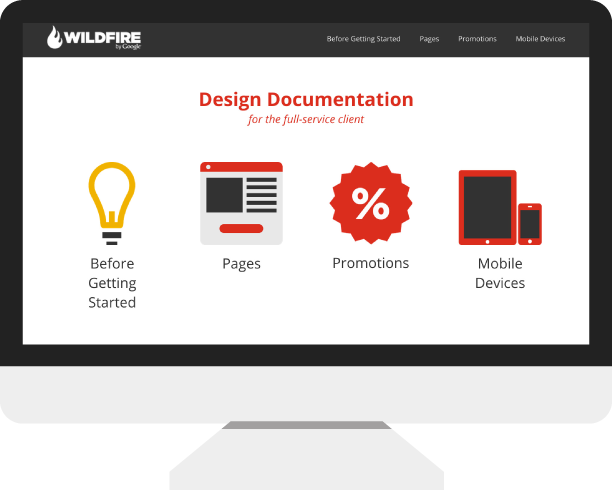 WILDFIRE
by Google
Before Getting Started Pages Promotions Mobile Devices
Design Documentation
for the full-service client
%
Before
Getting
Started
Pages
Promotions
Mobile
Devices